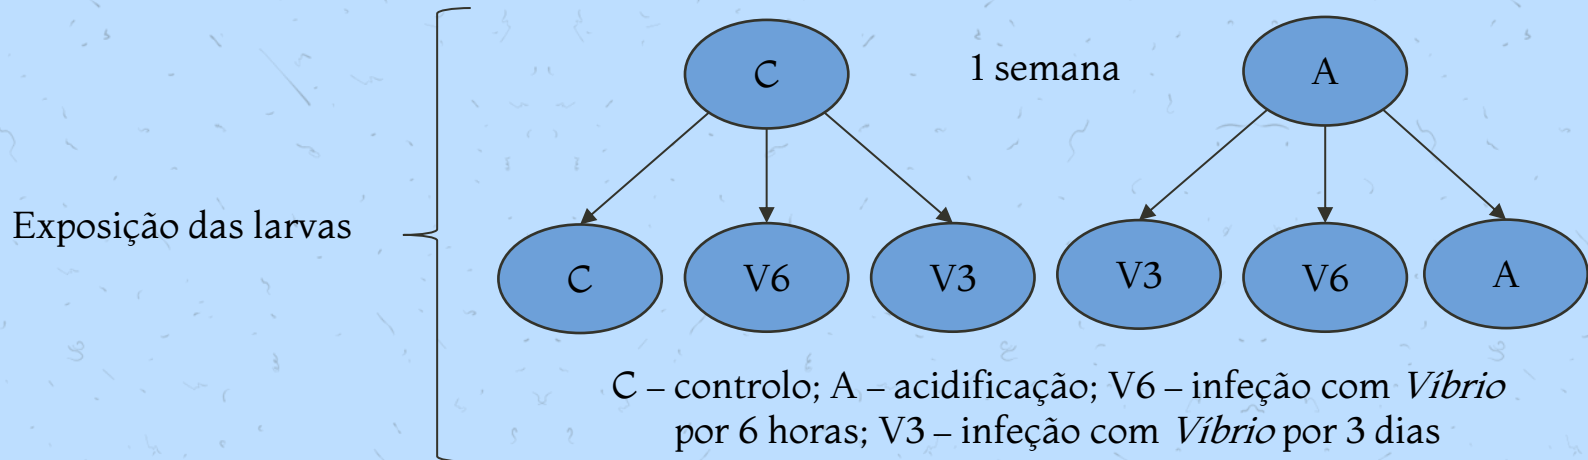 C
1 semana
A
Exposição das larvas
C
V6
V3
V3
V6
A
C – controlo; A – acidificação; V6 – infeção com Víbrio
por 6 horas; V3 – infeção com Víbrio por 3 dias